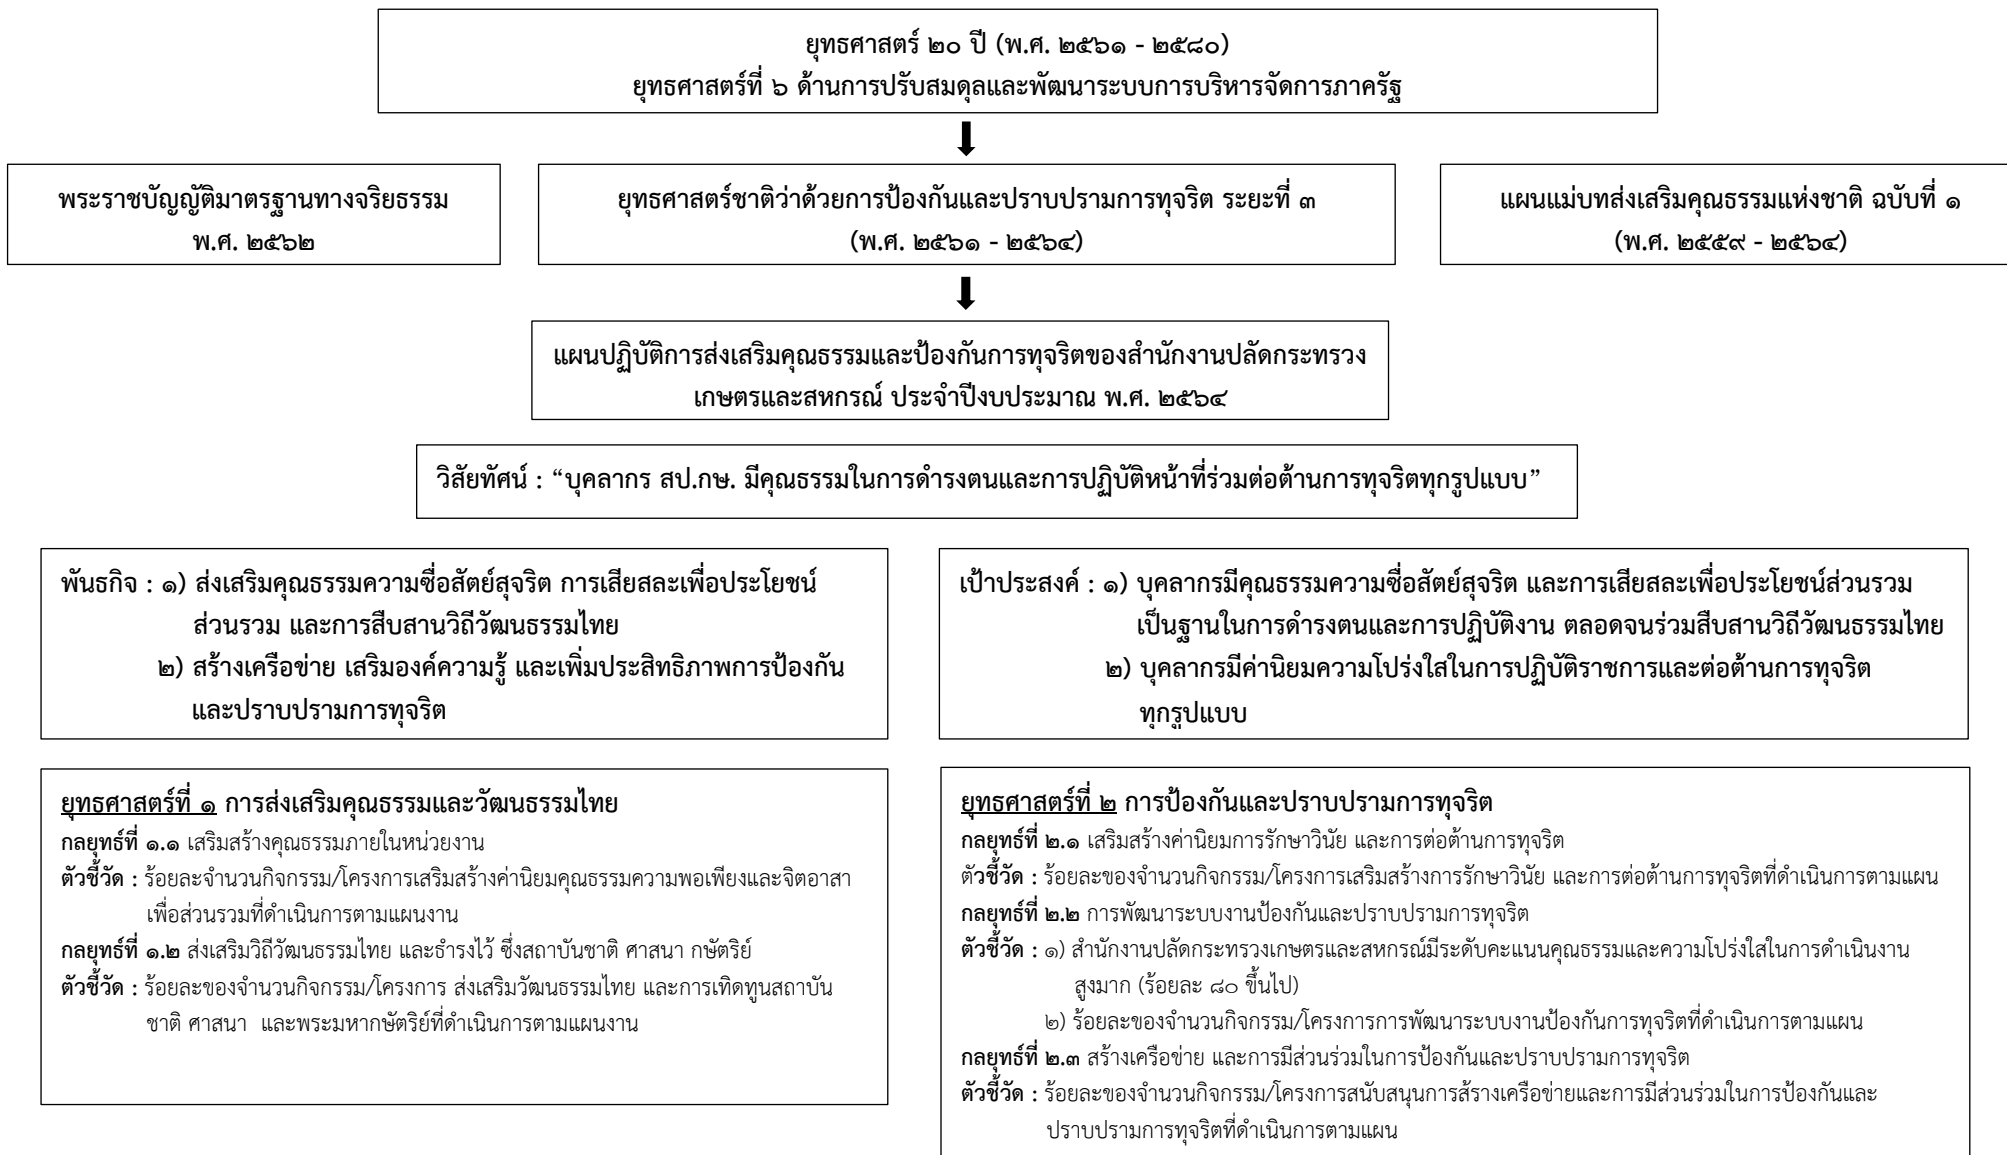 ยุทธศาสตร์ ๒๐ ปี (พ.ศ. ๒๕๖๑ - ๒๕๘๐)
ยุทธศาสตร์ที่ ๖ ด้านการปรับสมดุลและพัฒนาระบบการบริหารจัดการภาครัฐ
พระราชบัญญัติมาตรฐานทางจริยธรรม
พ.ศ. ๒๕๖๒
ยุทธศาสตร์ชาติว่าด้วยการป้องกันและปราบปรามการทุจริต ระยะที่ ๓
(พ.ศ. ๒๕๖๑ - ๒๕๖๔)
แผนแม่บทส่งเสริมคุณธรรมแห่งชาติ ฉบับที่ ๑
(พ.ศ. ๒๕๕๙ - ๒๕๖๔)
แผนปฏิบัติการส่งเสริมคุณธรรมและป้องกันการทุจริตของสำนักงานปลัดกระทรวง
เกษตรและสหกรณ์ ประจำปีงบประมาณ พ.ศ. ๒๕๖๔
วิสัยทัศน์ : “บุคลากร สป.กษ. มีคุณธรรมในการดำรงตนและการปฏิบัติหน้าที่ร่วมต่อต้านการทุจริตทุกรูปแบบ”
พันธกิจ : ๑) ส่งเสริมคุณธรรมความซื่อสัตย์สุจริต การเสียสละเพื่อประโยชน์
ส่วนรวม และการสืบสานวิถีวัฒนธรรมไทย
๒) สร้างเครือข่าย เสริมองค์ความรู้ และเพิ่มประสิทธิภาพการป้องกัน
และปราบปรามการทุจริต
เป้าประสงค์ : ๑) บุคลากรมีคุณธรรมความซื่อสัตย์สุจริต และการเสียสละเพื่อประโยชน์ส่วนรวม
เป็นฐานในการดำรงตนและการปฏิบัติงาน ตลอดจนร่วมสืบสานวิถีวัฒนธรรมไทย
๒) บุคลากรมีค่านิยมความโปร่งใสในการปฏิบัติราชการและต่อต้านการทุจริต
ทุกรูปแบบ
ยุทธศาสตร์ที่ ๑ การส่งเสริมคุณธรรมและวัฒนธรรมไทย
กลยุทธ์ที่ ๑.๑ เสริมสร้างคุณธรรมภายในหน่วยงาน
ตัวชี้วัด : ร้อยละจำนวนกิจกรรม/โครงการเสริมสร้างค่านิยมคุณธรรมความพอเพียงและจิตอาสา
เพื่อส่วนรวมที่ดำเนินการตามแผนงาน
กลยุทธ์ที่ ๑.๒ ส่งเสริมวิถีวัฒนธรรมไทย และธำรงไว้ ซึ่งสถาบันชาติ ศาสนา กษัตริย์
ตัวชี้วัด : ร้อยละของจำนวนกิจกรรม/โครงการ ส่งเสริมวัฒนธรรมไทย และการเทิดทูนสถาบัน
ชาติ ศาสนา และพระมหากษัตริย์ที่ดำเนินการตามแผนงาน
ยุทธศาสตร์ที่ ๒ การป้องกันและปราบปรามการทุจริต
กลยุทธ์ที่ ๒.๑ เสริมสร้างค่านิยมการรักษาวินัย และการต่อต้านการทุจริต
ตัวชี้วัด : ร้อยละของจำนวนกิจกรรม/โครงการเสริมสร้างการรักษาวินัย และการต่อต้านการทุจริตที่ดำเนินการตามแผน
กลยุทธ์ที่ ๒.๒ การพัฒนาระบบงานป้องกันและปราบปรามการทุจริต
ตัวชี้วัด : ๑) สำนักงานปลัดกระทรวงเกษตรและสหกรณ์มีระดับคะแนนคุณธรรมและความโปร่งใสในการดำเนินงาน
สูงมาก (ร้อยละ ๘๐ ขึ้นไป)
๒) ร้อยละของจำนวนกิจกรรม/โครงการการพัฒนาระบบงานป้องกันการทุจริตที่ดำเนินการตามแผน
กลยุทธ์ที่ ๒.๓ สร้างเครือข่าย และการมีส่วนร่วมในการป้องกันและปราบปรามการทุจริต
ตัวชี้วัด : ร้อยละของจำนวนกิจกรรม/โครงการสนับสนุนการส้รางเครือข่ายและการมีส่วนร่วมในการป้องกันและ
ปราบปรามการทุจริตที่ดำเนินการตามแผน